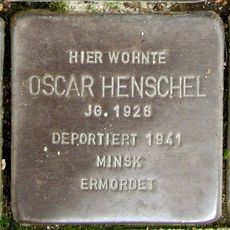 HIER WOHNTE
OSCAR HENSCHEL
JG. 1926
DEPORTIERT 1941
MINSK
ERMORDET